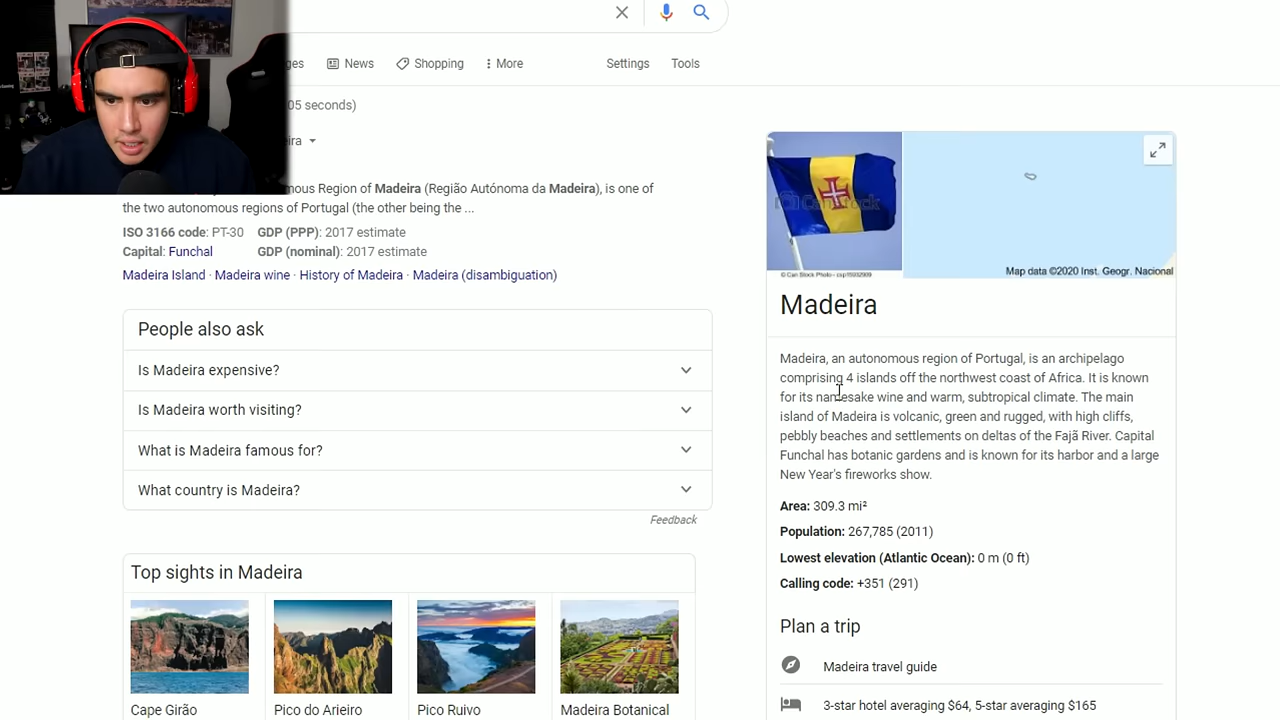 News
Shopping
More
Settings
Tools
05 seconds)
eira
mous Region of Madeira (Região Autónoma da Madeira), is one of
the two autonomous regions of Portugal (the other being the ...
ISO 3166 code: PT-30 GDP (PPP): 2017 estimate
Capital: Funchal GDP (nominal): 2017 estimate
Madeira Island · Madeira wine · History of Madeira · Madeira (disambiguation)
People also ask
Is Madeira expensive?
Is Madeira worth visiting?
What is Madeira famous for?
What country is Madeira?
Feedback
Top sights in Madeira
Cape Girão
Pico do Arieiro
Pico Ruivo
Madeira Botanical
Map data ©2020 Inst. Geogr. Nacional
Madeira
Madeira, an autonomous region of Portugal, is an archipelago
comprising 4 islands off the northwest coast of Africa. It is known
for its namesake wine and warm, subtropical climate. The main
island of Madeira is volcanic, green and rugged, with high cliffs,
pebbly beaches and settlements on deltas of the Fajã River. Capital
Funchal has botanic gardens and is known for its harbor and a large
New Year's fireworks show.
Area: 309.3 mi²
Population: 267,785 (2011)
Lowest elevation (Atlantic Ocean): 0 m (0 ft)
Calling code: +351 (291)
Plan a trip
Madeira travel guide
3-star hotel averaging $64, 5-star averaging $165